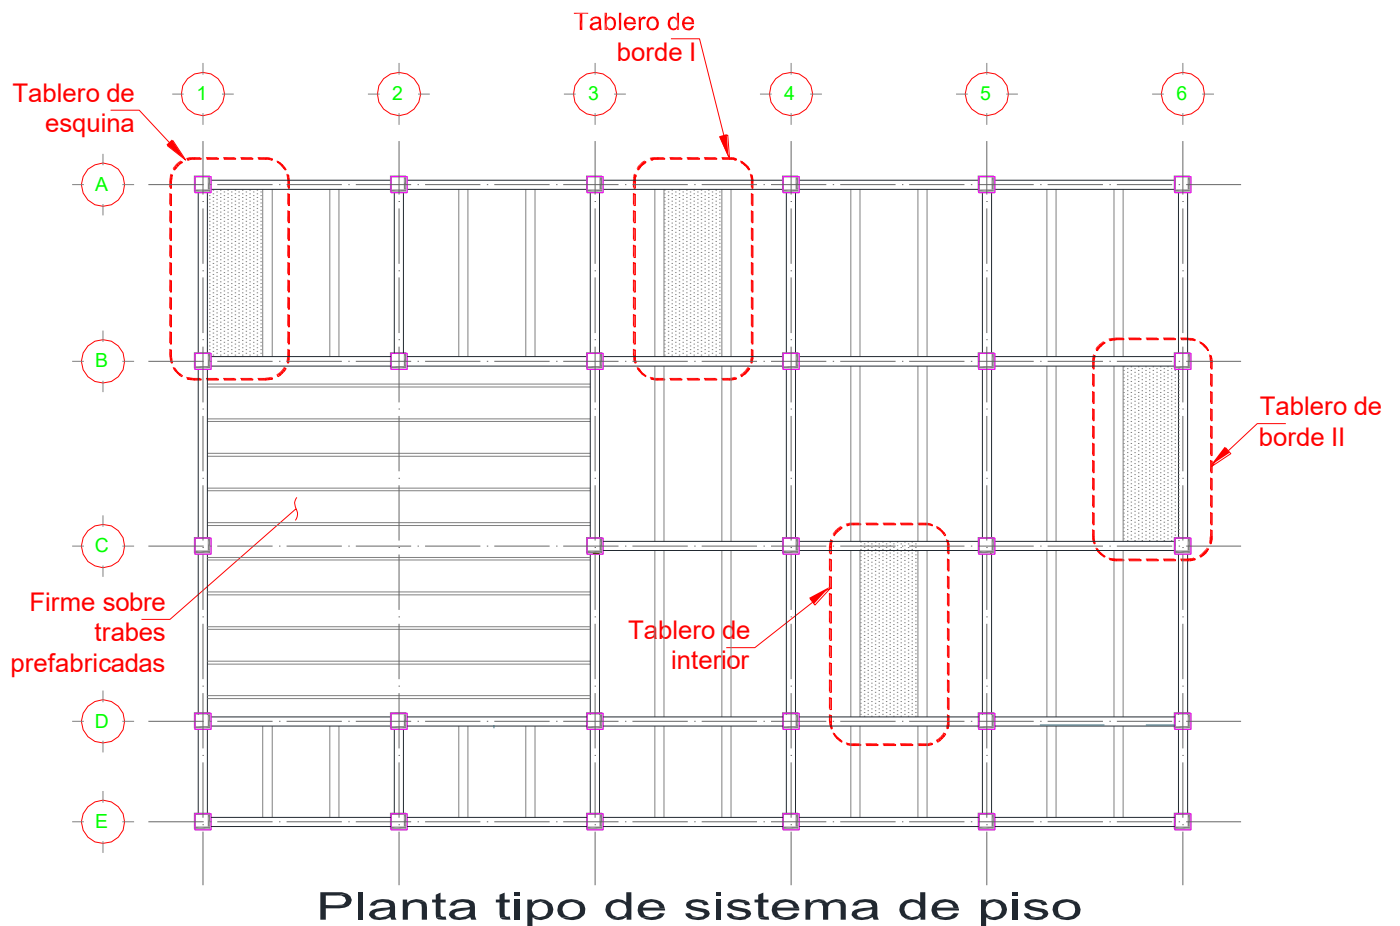 Tablero de
borde I
Tablero de
esquina
1
2
3
4
5
6
A
B
Tablero de
borde II
C
Firme sobre
trabes
prefabricadas
Tablero de
interior
D
E
Planta tipo de sistema de piso